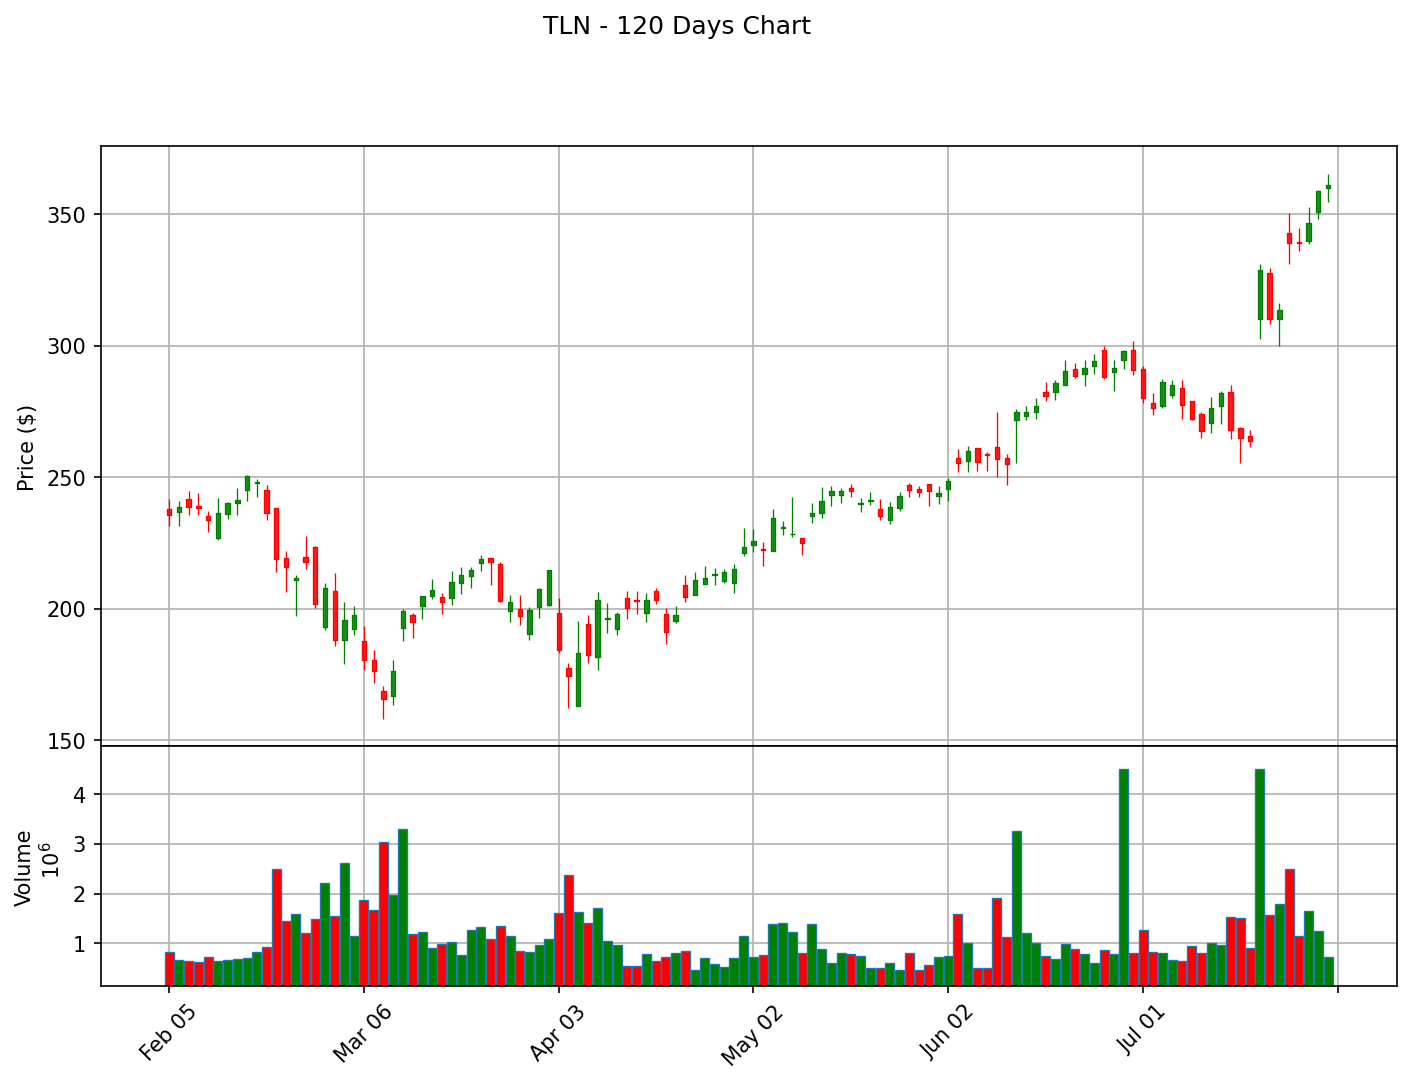 TLN - 120 Days Chart
Price ($)
350
300
250
200
150
Volume
10^6
4
3
2
1
Feb 05
Mar 06
Apr 03
May 02
Jun 02
Jul 01